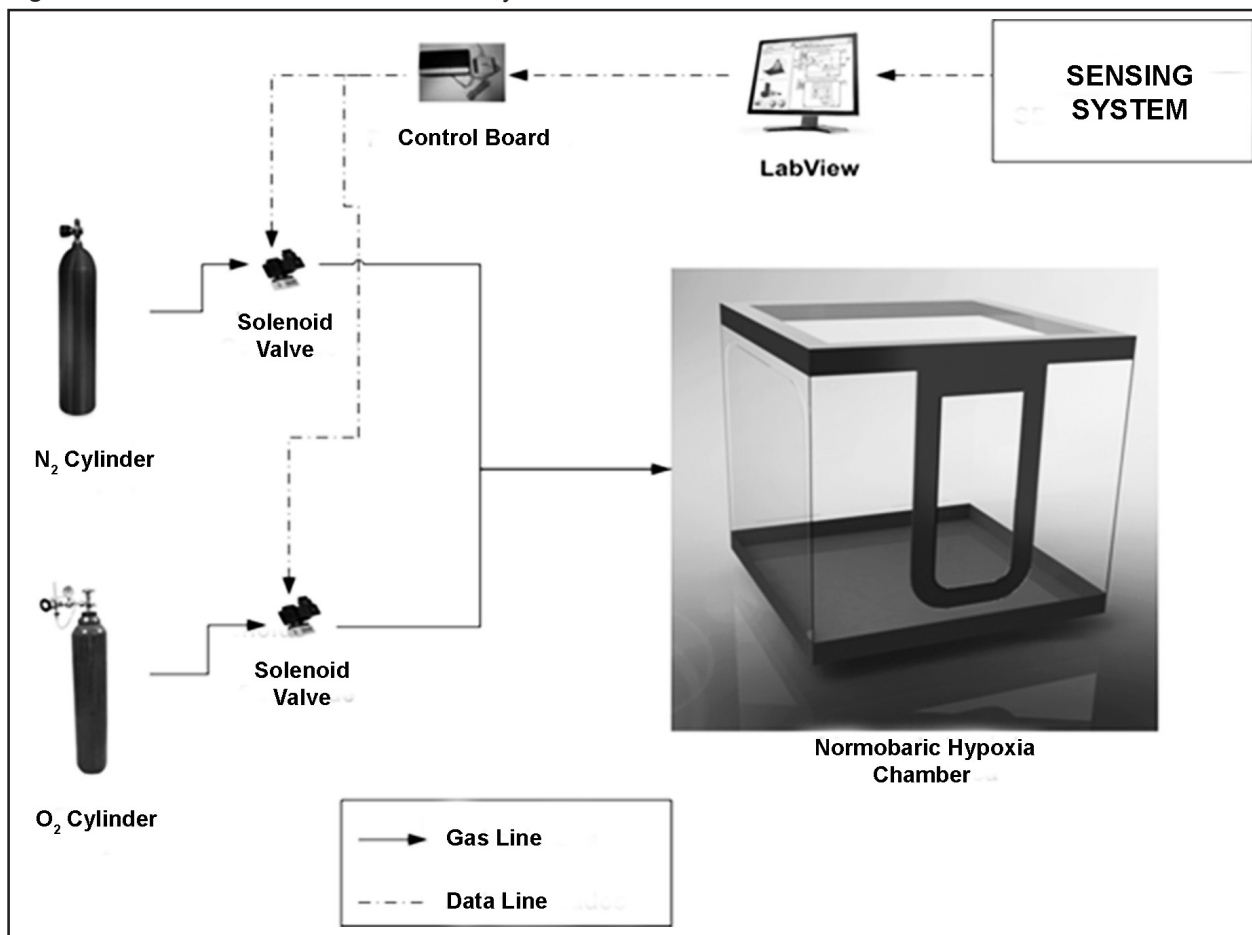 SENSING
SYSTEM
Control Board
LabView
Solenoid
Valve
N₂ Cylinder
Solenoid
Valve
Normobaric Hypoxia
Chamber
O₂ Cylinder
Gas Line
Data Line